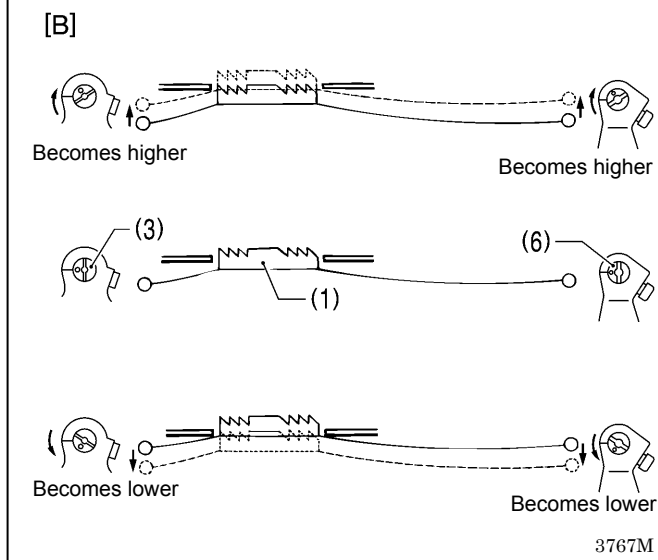 [B]
Becomes higher
Becomes higher
(3)
(6)
(1)
Becomes lower
Becomes lower
3767M